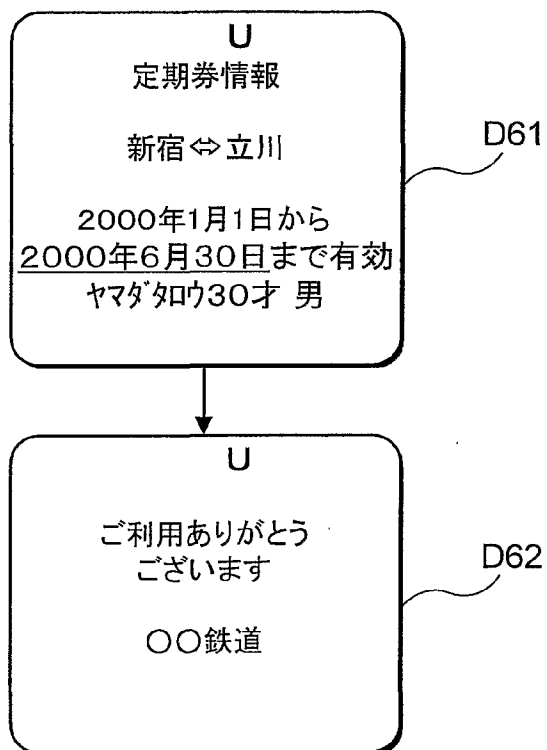 U
定期券情報
新宿⇔立川
2000年1月1日から
2000年6月30日まで有効
ヤマダタロウ30才 男
D61
U
ご利用ありがとう
ございます
○○鉄道
D62